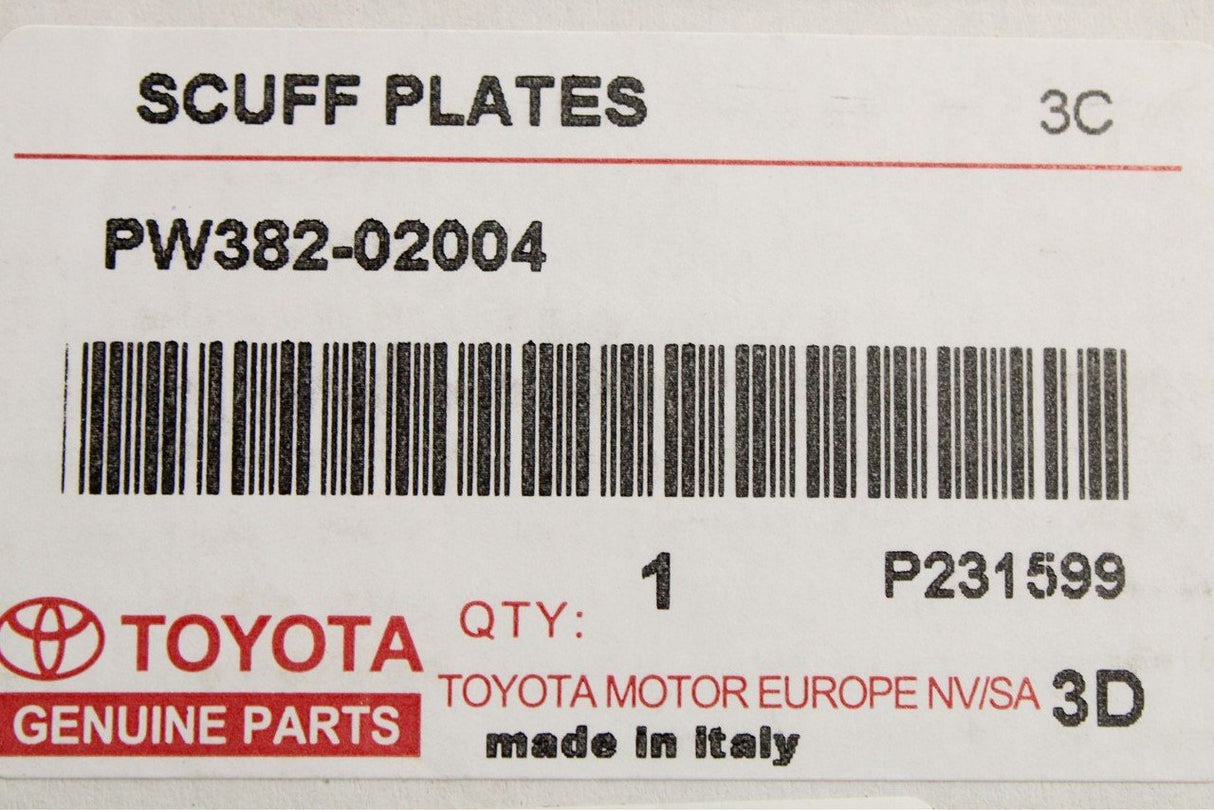 SCUFF PLATES 3C
PW382-02004
1 P231599
QTY:
TOYOTA
TOYOTA MOTOR EUROPE NV/SA 3D
GENUINE PARTS
made in italy